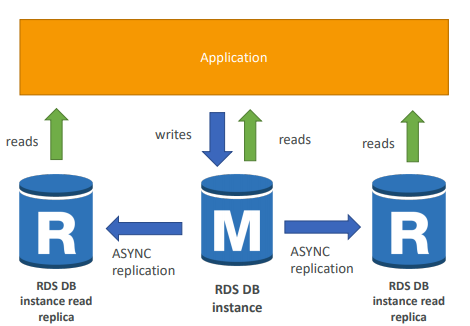 Application
reads
writes
reads
reads
R
M
R
ASYNC
replication
ASYNC
replication
RDS DB
instance read
replica
RDS DB
instance
RDS DB
instance read
replica